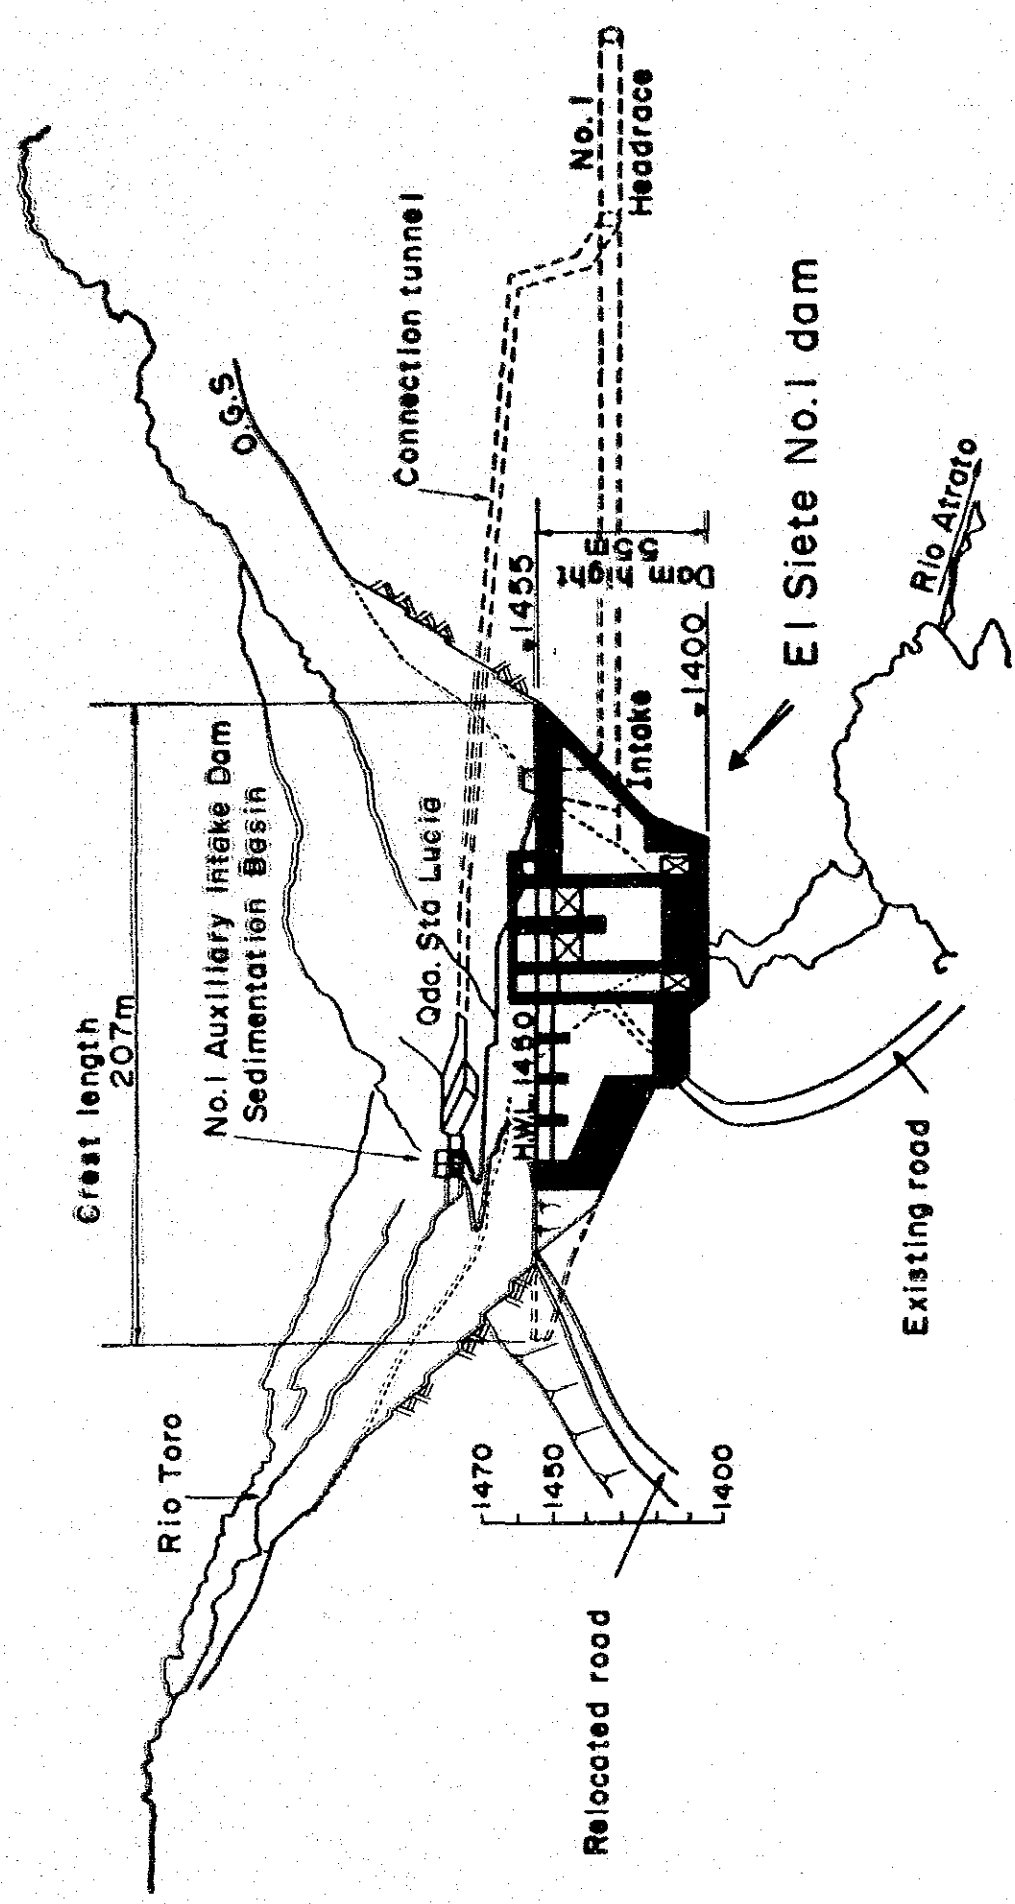 Crest length
207m
No.1 Auxiliary Intake Dam
Sedimentation Basin
Rio Toro
O.G.S
Connection tunnel
Qda. Sta Lucia
No.1
Headrace
1455
HWL. 1450
Dam hight
55m
Intake
1400
1470
1450
1400
El Siete No.1 dam
Rio Atrato
Relocated road
Existing road